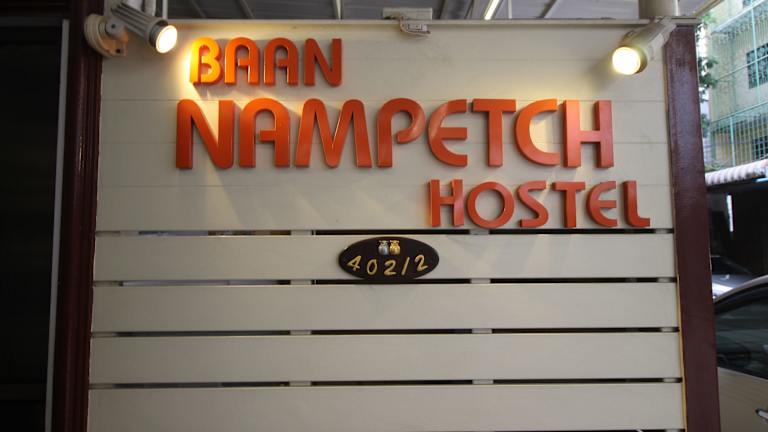 BAAN
NAMPETCH
HOSTEL
402/2